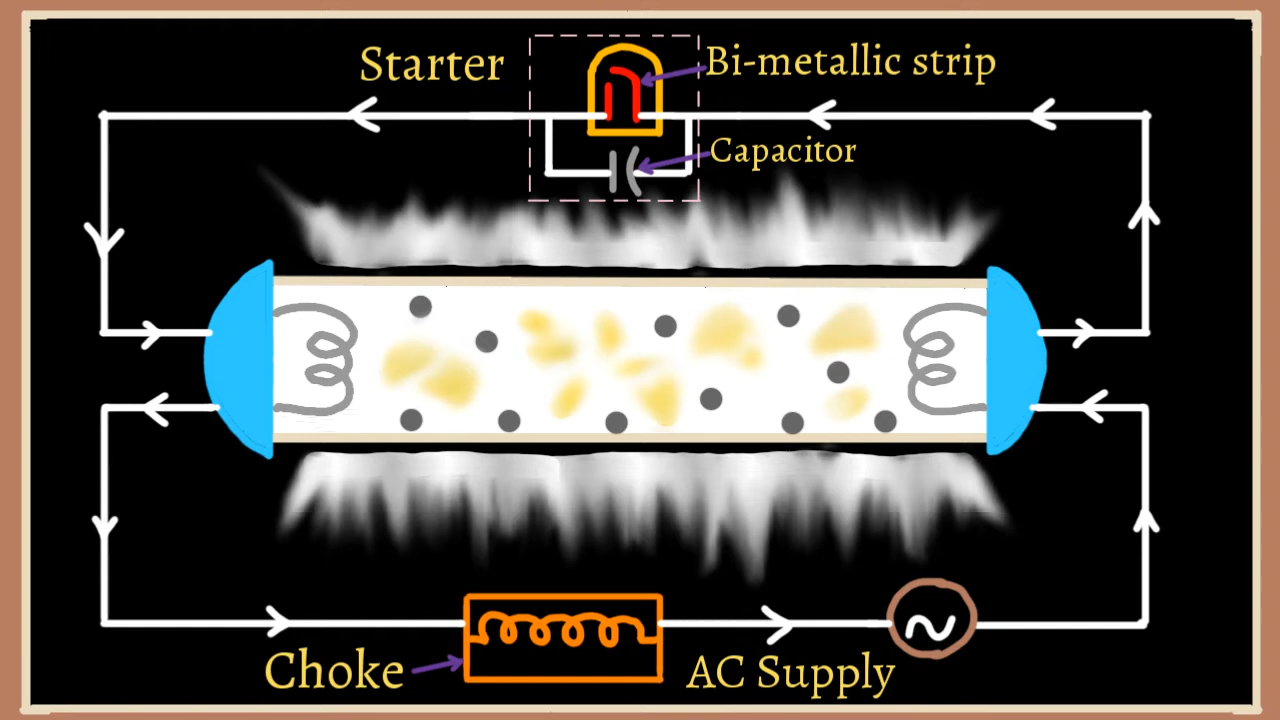 Starter
Bi-metallic strip
Capacitor
Choke
AC Supply